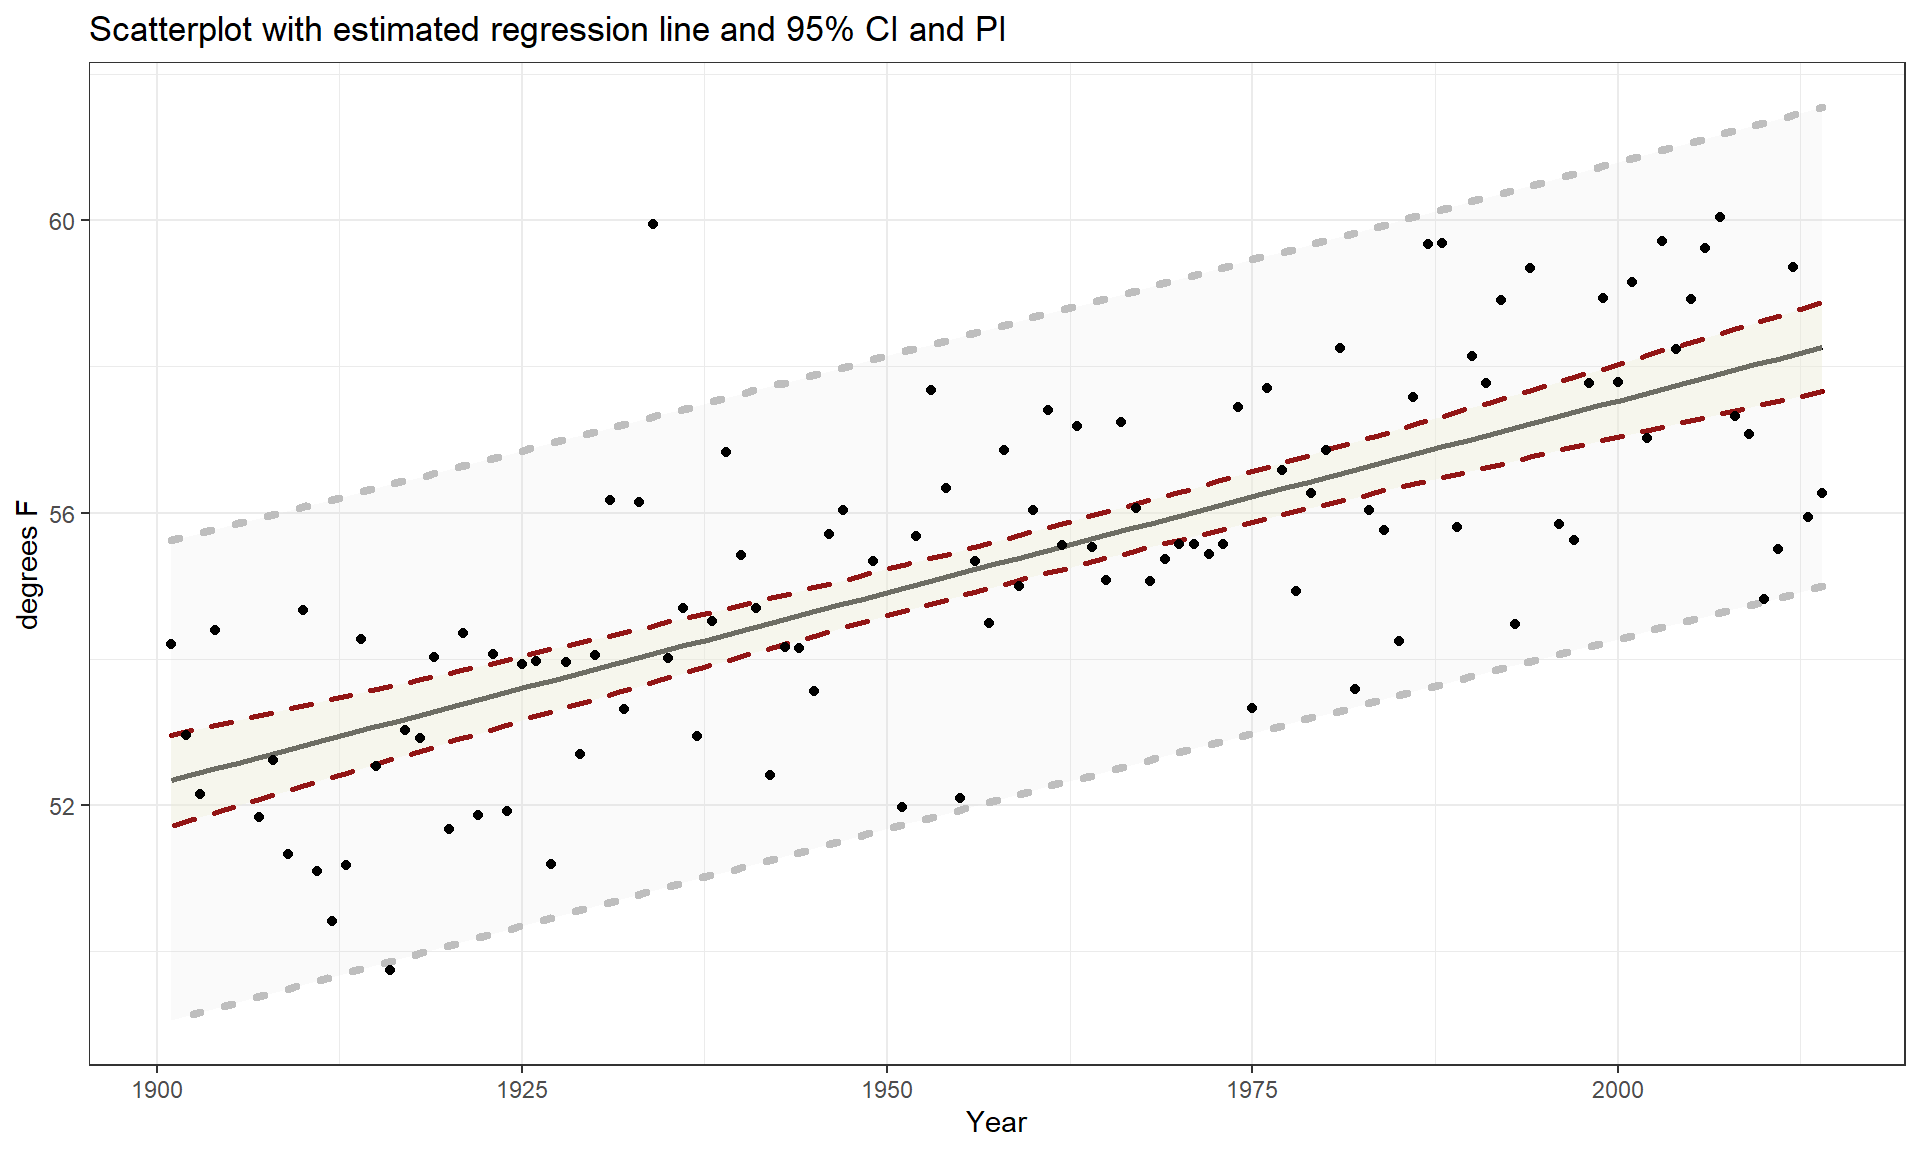 Scatterplot with estimated regression line and 95% CI and PI
60
56
52
degrees F
1900 1925 1950 1975 2000
Year